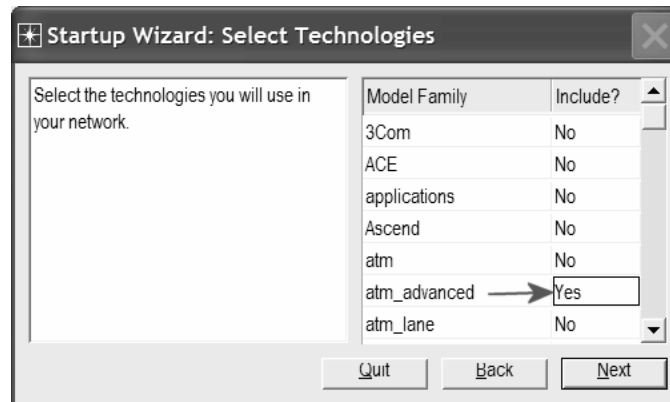 Startup Wizard: Select Technologies
Select the technologies you will use in
your network.
Model Family Include?
3Com No
ACE No
applications No
Ascend No
atm No
atm_advanced Yes
atm_lane No
Quit Back Next